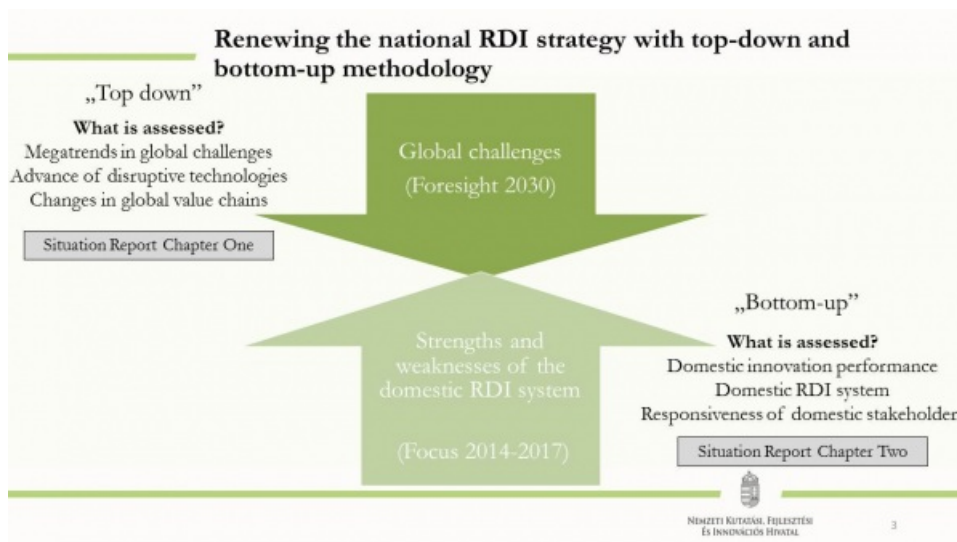 Renewing the national RDI strategy with top-down and
bottom-up methodology
„Top down”
What is assessed?
Megatrends in global challenges
Advance of disruptive technologies
Changes in global value chains
Situation Report Chapter One
Global challenges
(Foresight 2030)
Strengths and
weaknesses of the
domestic RDI system
(Focus 2014-2017)
„Bottom-up”
What is assessed?
Domestic innovation performance
Domestic RDI system
Responsiveness of domestic stakeholder
Situation Report Chapter Two
NEMZETI KUTATÁSI, FEJLESZTÉSI
ÉS INNOVÁCIÓS HIVATAL
3